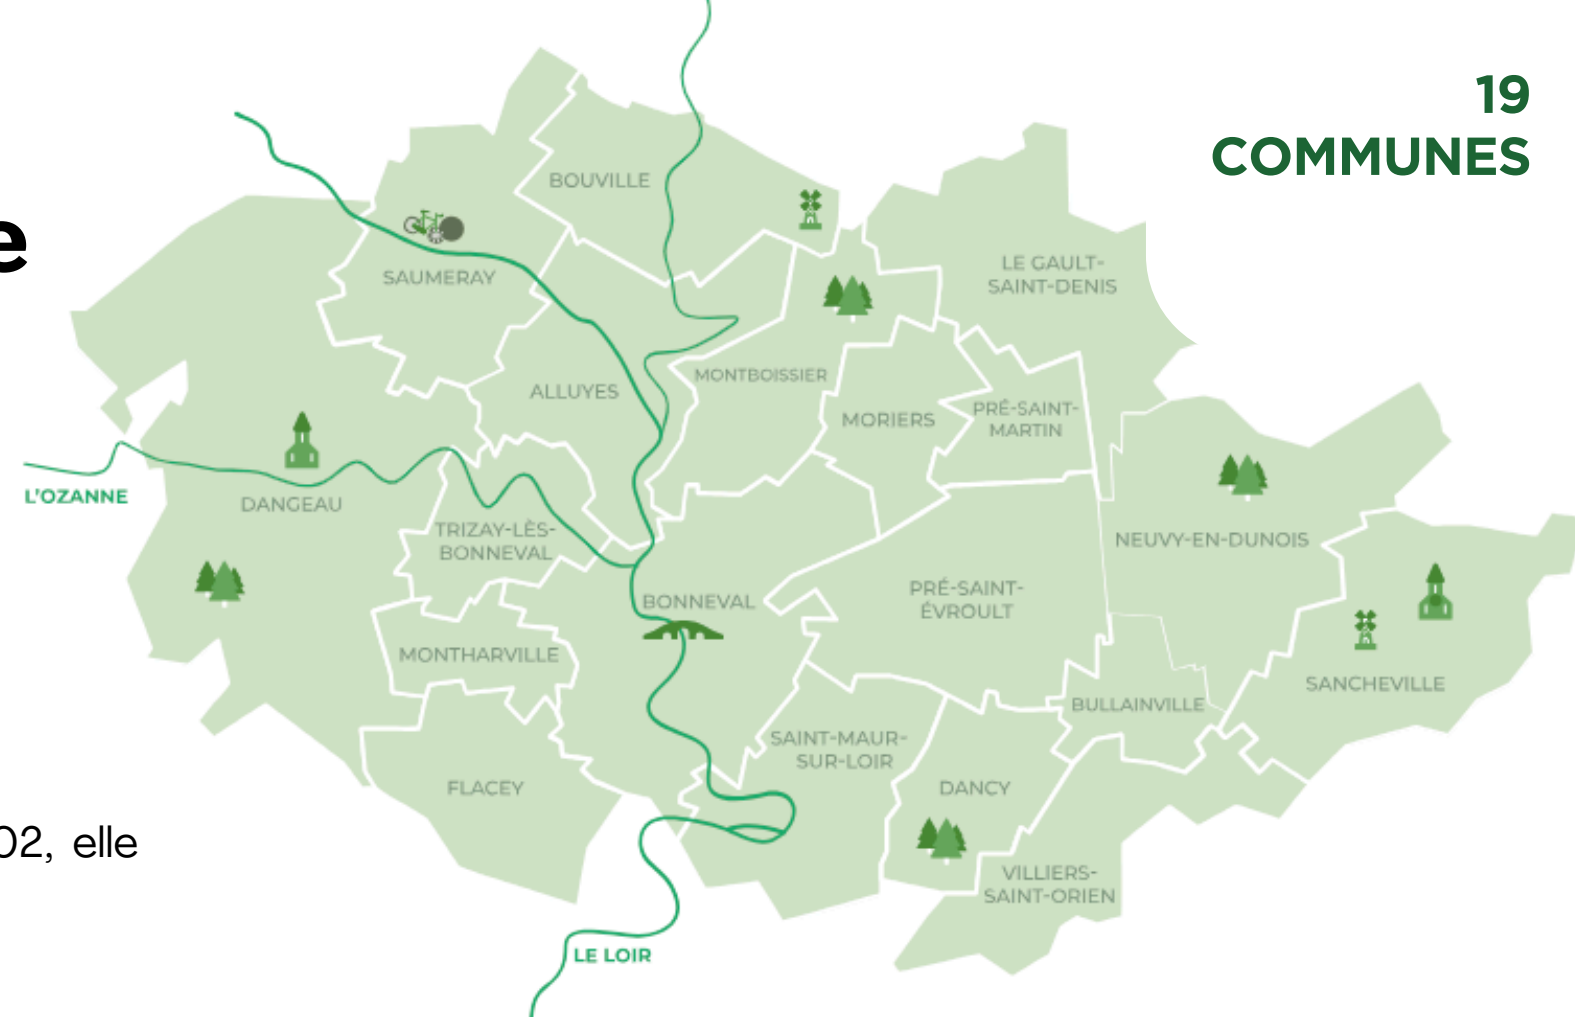 19
COMMUNES
e
BOUVILLE
SAUMERAY
LE GAULT-
SAINT-DENIS
ALLUYES
MONTBOISSIER
MORIERS
PRÉ-SAINT-
MARTIN
L'OZANNE
DANGEAU
TRIZAY-LÈS-
BONNEVAL
NEUVY-EN-DUNOIS
BONNEVAL
PRÉ-SAINT-
ÉVROULT
MONTHARVILLE
SANCHEVILLE
BULLAINVILLE
SAINT-MAUR-
SUR-LOIR
FLACEY
DANCY
02, elle
VILLIERS-
SAINT-ORIEN
LE LOIR